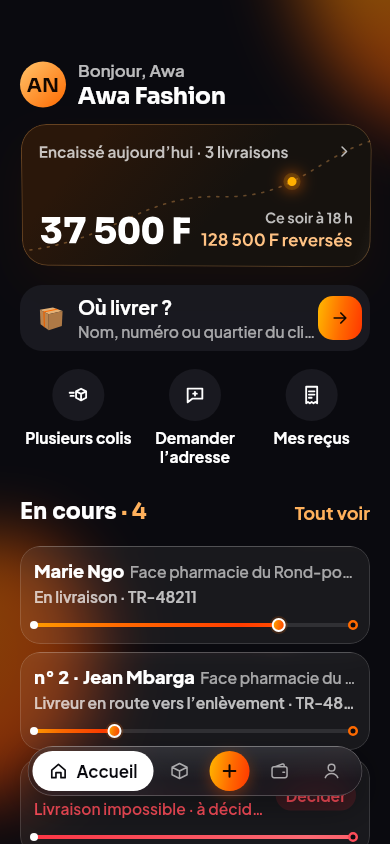 Bonjour, Awa
AN
Awa Fashion
Encaissé aujourd’hui · 3 livraisons
Ce soir à 18 h
37 500 F
128 500 F reversés
Où livrer ?
Nom, numéro ou quartier du cli…
Plusieurs colis
Demander
l’adresse
Mes reçus
En cours · 4
Tout voir
Marie Ngo Face pharmacie du Rond-po…
En livraison · TR-48211
n° 2 · Jean Mbarga Face pharmacie du …
Livreur en route vers l’enlèvement · TR-48…
Accueil
Décider
Livraison impossible · à décid…